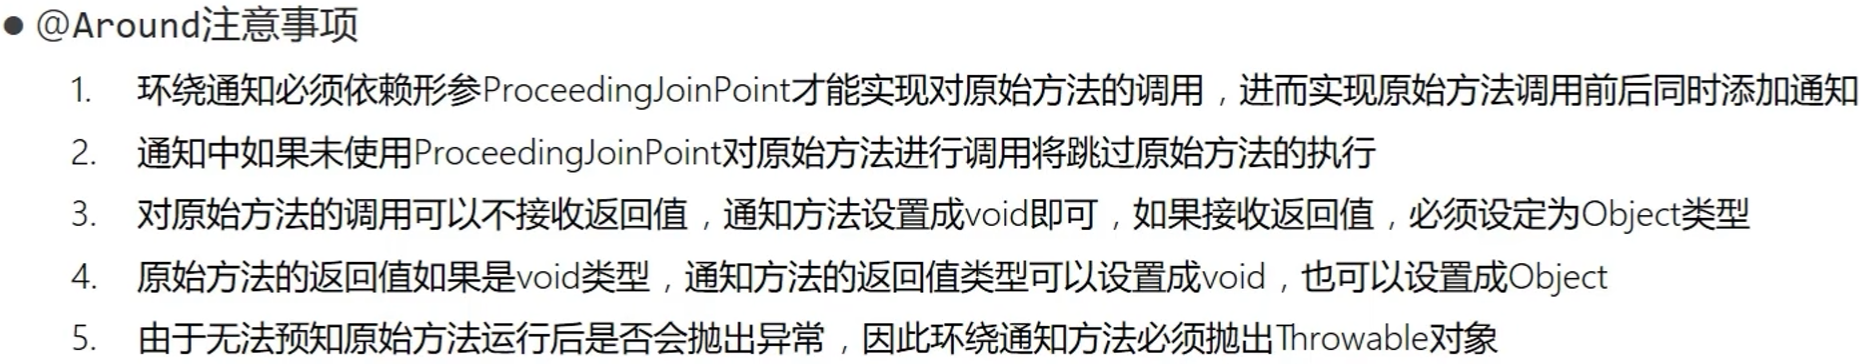 ● @Around注意事项
1. 环绕通知必须依赖形参ProceedingJoinPoint才能实现对原始方法的调用，进而实现原始方法调用前后同时添加通知
2. 通知中如果未使用ProceedingJoinPoint对原始方法进行调用将跳过原始方法的执行
3. 对原始方法的调用可以不接收返回值，通知方法设置成void即可，如果接收返回值，必须设定为Object类型
4. 原始方法的返回值如果是void类型，通知方法的返回值类型可以设置成void，也可以设置成Object
5. 由于无法预知原始方法运行后是否会抛出异常，因此环绕通知方法必须抛出Throwable对象